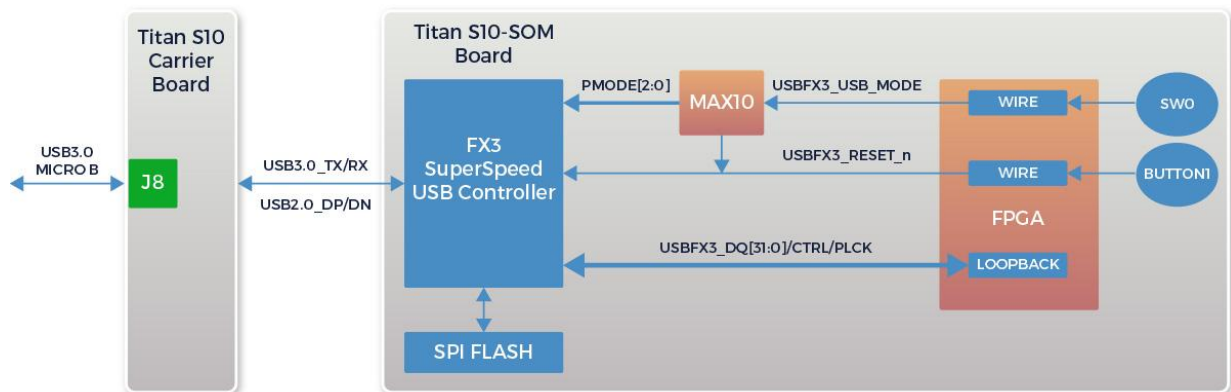 Titan S10
Carrier
Board
Titan S10-SOM
Board
USB3.0
MICRO B
J8
USB3.0_TX/RX
USB2.0_DP/DN
FX3
SuperSpeed
USB Controller
SPI FLASH
PMODE[2:0]
MAX10
USBFX3_USB_MODE
WIRE
SW0
USBFX3_RESET_n
WIRE
BUTTON1
FPGA
USBFX3_DQ[31:0]/CTRL/PLCK
LOOPBACK